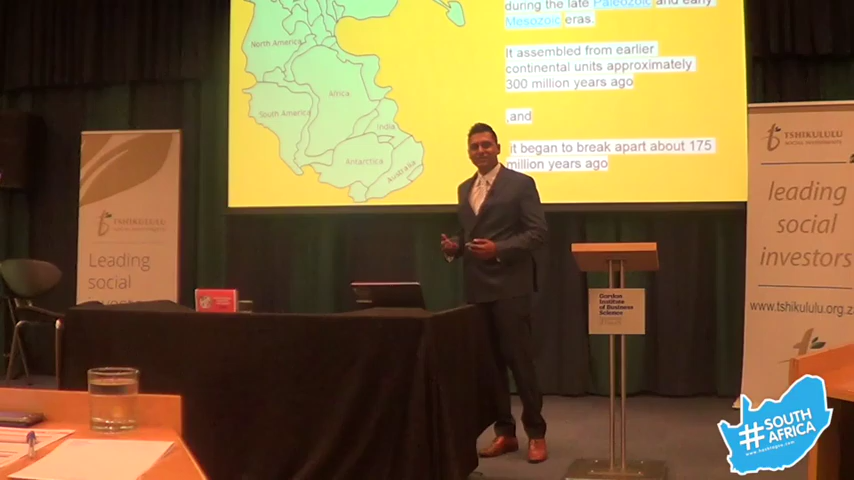 during the late Paleozoic and early
Mesozoic eras.
It assembled from earlier
continental units approximately
300 million years ago
,and
it began to break apart about 175
million years ago
North America
Africa
South America
India
Antarctica
Australia
TSHIKULULU
Leading
social
TSHIKULULU
SOCIAL INVESTMENTS
leading
social
investors
www.tshikululu.org.z
Gordon
Institute
of Business
Science
#SOUTH
AFRICA